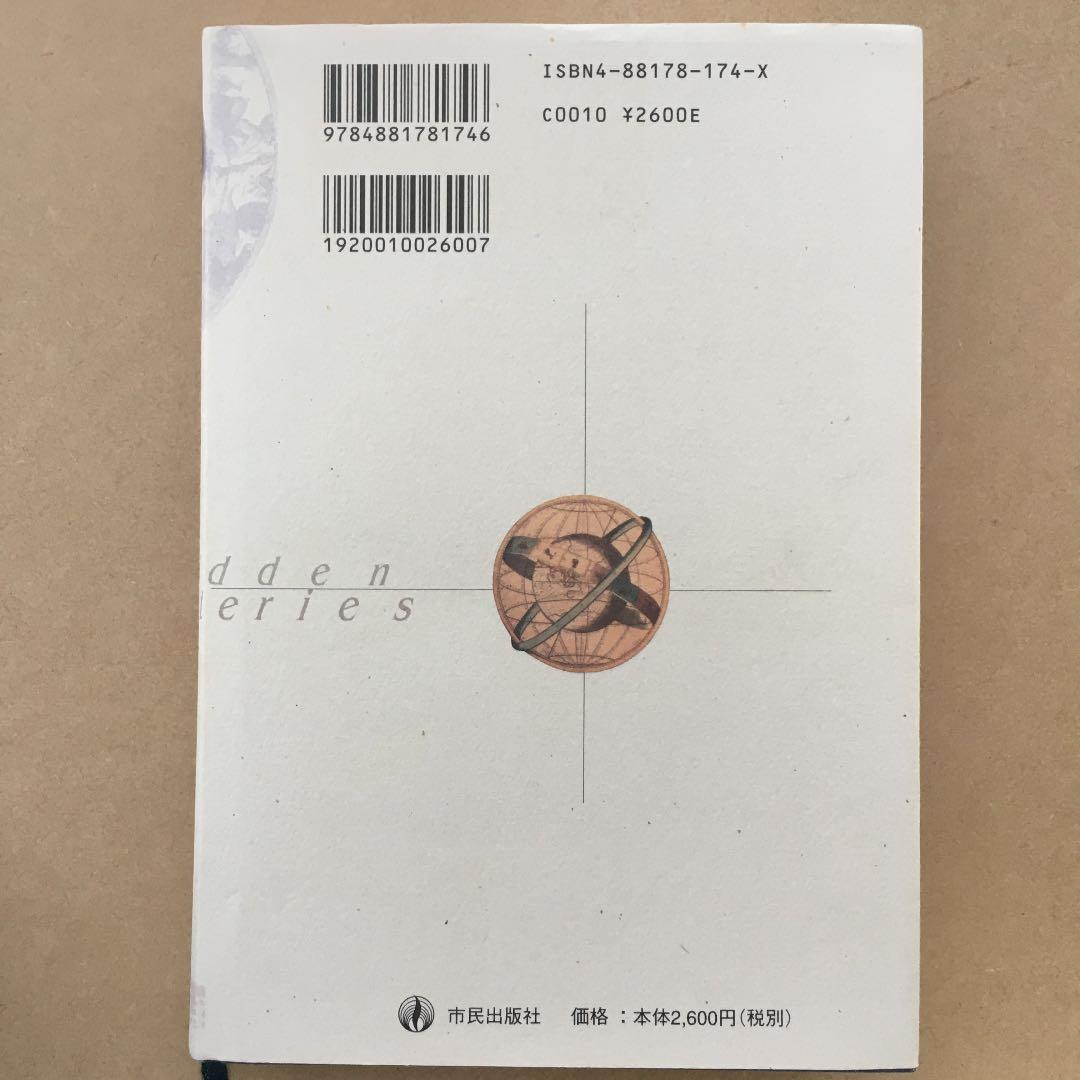 ISBN4-88178-174-X
C0010 ¥2600E
9784881781746
1920010026007
dden
eries
市民出版社 価格:本体2,600円(税別)